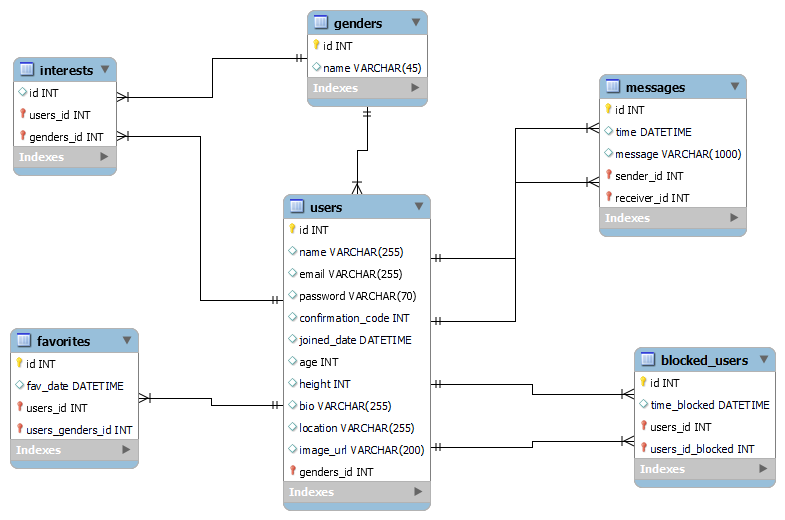 genders
id INT
name VARCHAR(45)
Indexes
interests
id INT
users_id INT
genders_id INT
Indexes
messages
id INT
time DATETIME
message VARCHAR(1000)
sender_id INT
receiver_id INT
Indexes
users
id INT
name VARCHAR(255)
email VARCHAR(255)
password VARCHAR(70)
confirmation_code INT
joined_date DATETIME
age INT
height INT
bio VARCHAR(255)
location VARCHAR(255)
image_url VARCHAR(200)
genders_id INT
Indexes
favorites
id INT
fav_date DATETIME
users_id INT
users_genders_id INT
Indexes
blocked_users
id INT
time_blocked DATETIME
users_id INT
users_id_blocked INT
Indexes